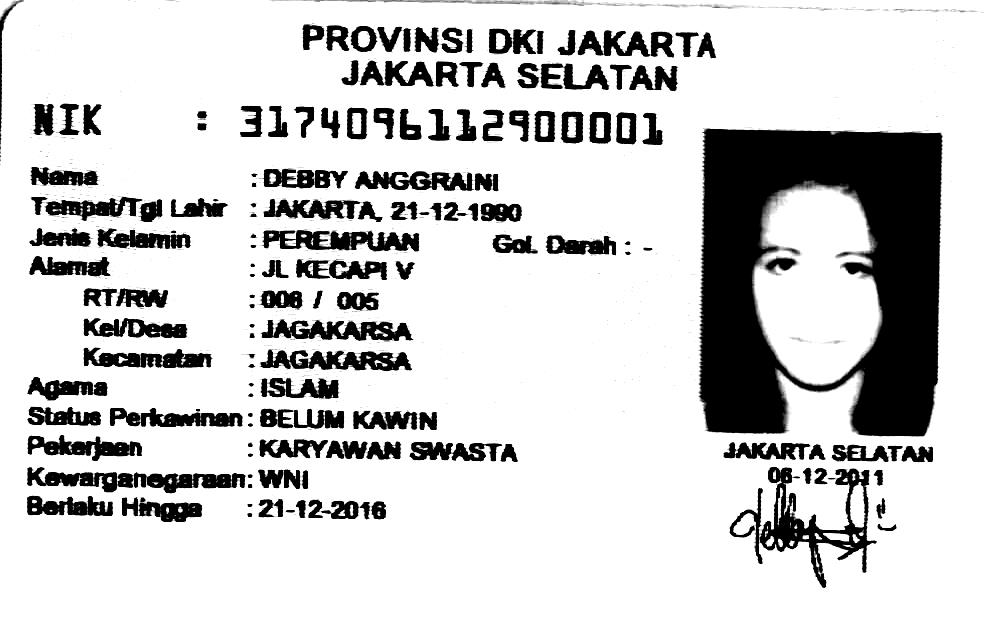 PROVINSI DKI JAKARTA
JAKARTA SELATAN
NIK : 3174096112900001
Nama : DEBBY ANGGRAINI
Tempat/Tgl Lahir : JAKARTA, 21-12-1990
Jenis Kelamin : PEREMPUAN Gol. Darah : -
Alamat : JL KECAPI V
RT/RW : 006 / 005
Kel/Desa : JAGAKARSA
Kecamatan : JAGAKARSA
Agama : ISLAM
Status Perkawinan : BELUM KAWIN
Pekerjaan : KARYAWAN SWASTA
Kewarganegaraan : WNI
Berlaku Hingga : 21-12-2016
JAKARTA SELATAN
06-12-2011